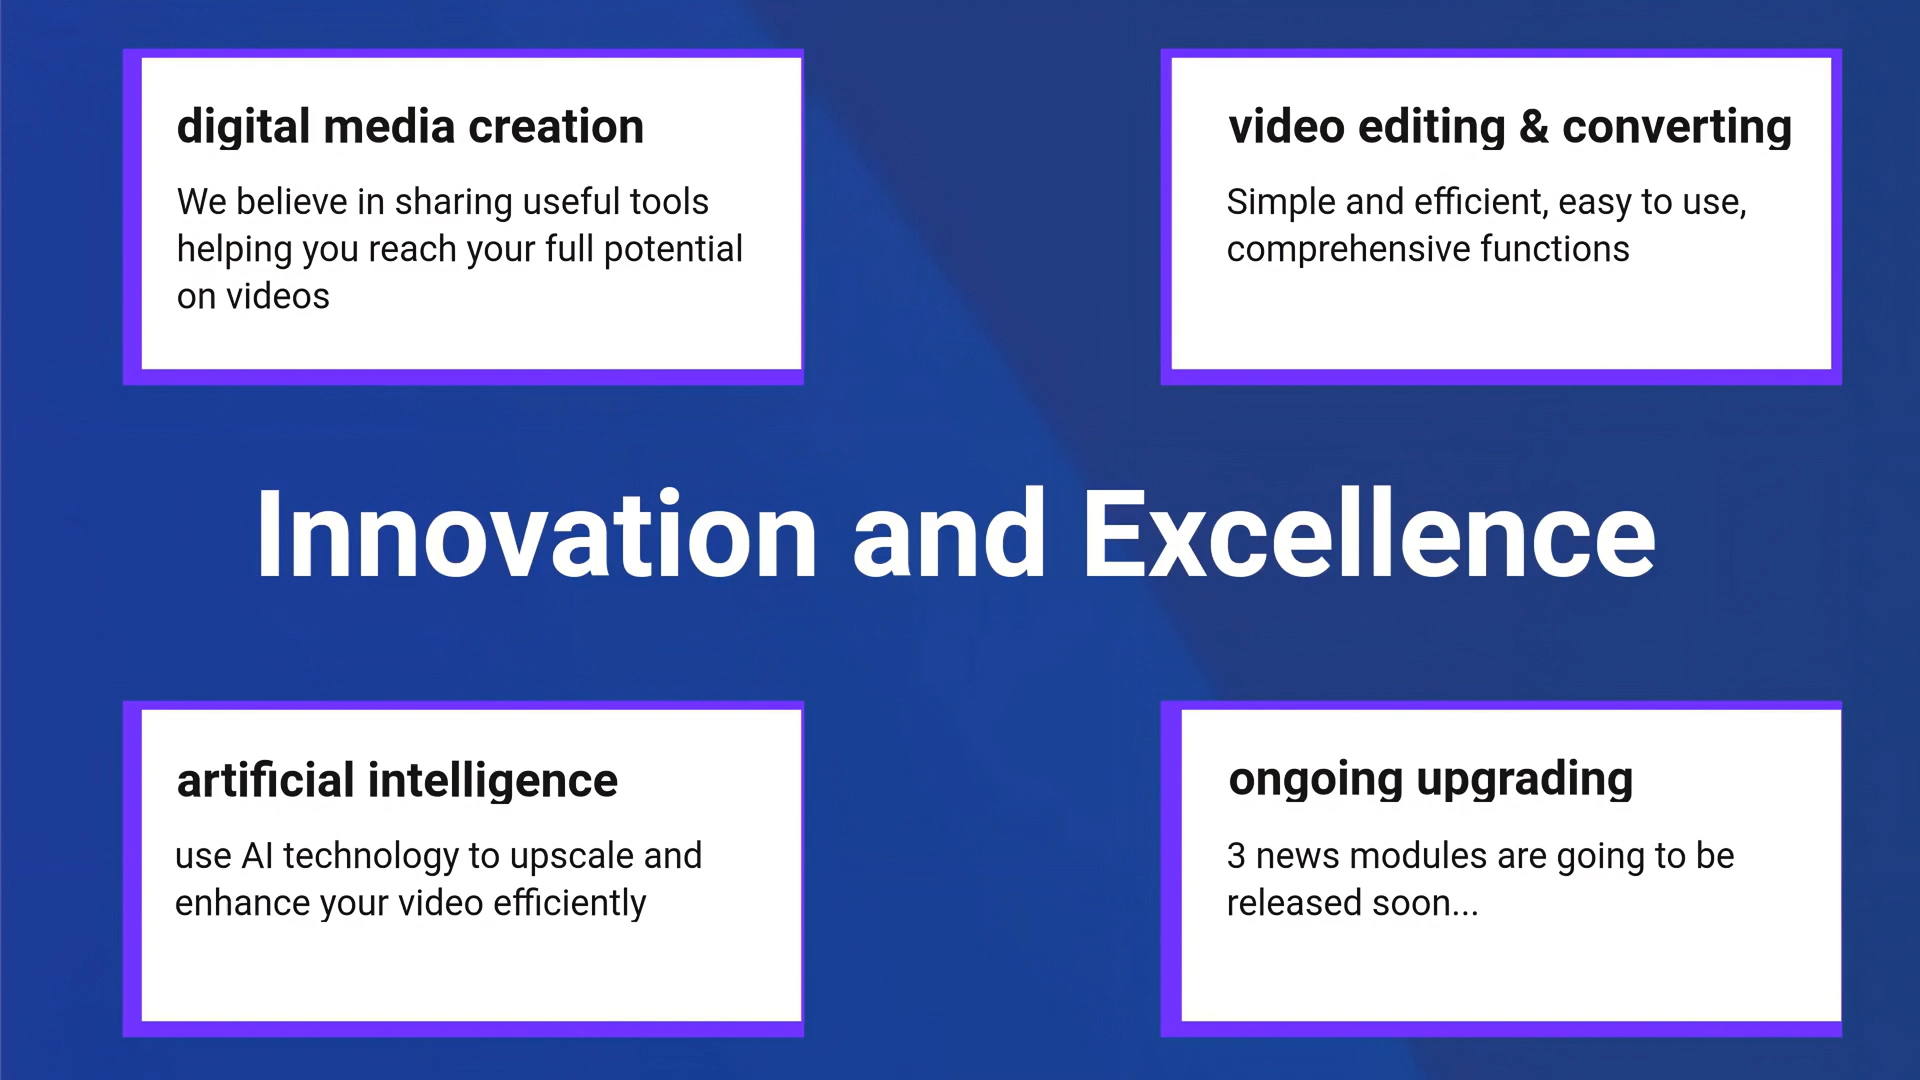 digital media creation
We believe in sharing useful tools
helping you reach your full potential
on videos
video editing & converting
Simple and efficient, easy to use,
comprehensive functions
Innovation and Excellence
artificial intelligence
use AI technology to upscale and
enhance your video efficiently
ongoing upgrading
3 news modules are going to be
released soon...